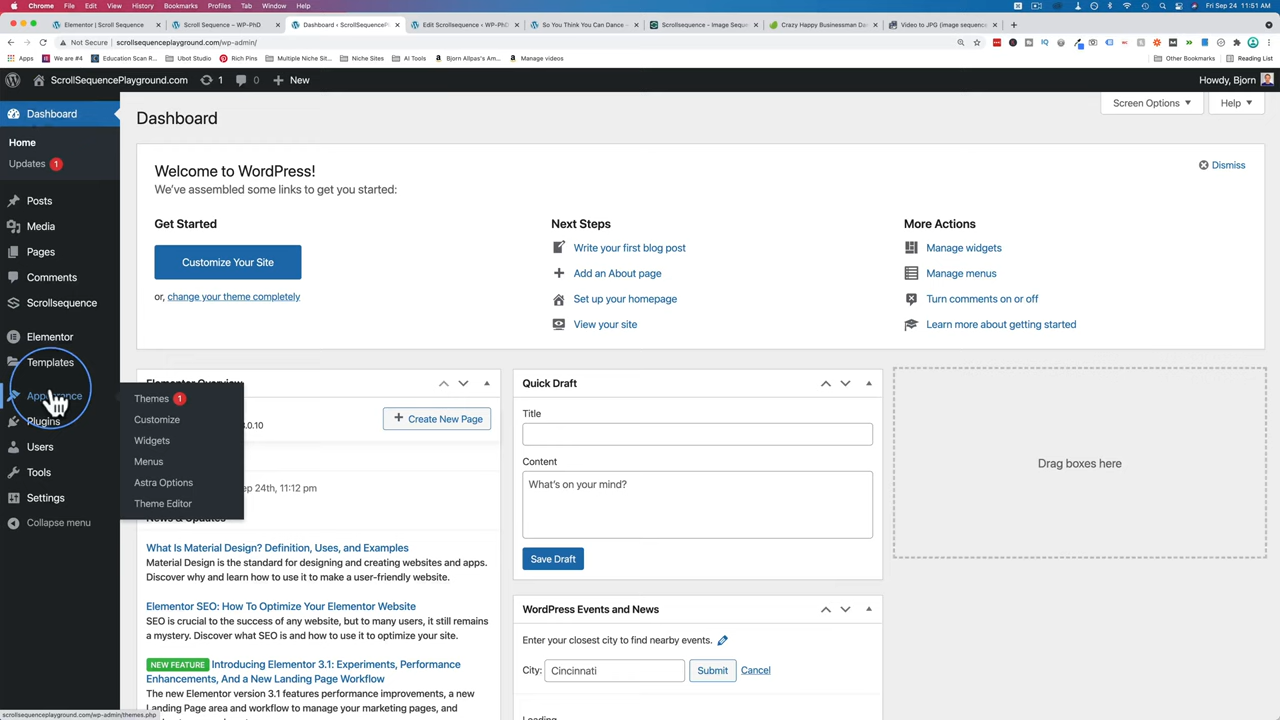 Chrome File Edit View History Bookmarks Profiles Tab Window Help Fri Sep 24 11:51 AM
Elementor | Scroll Sequence Scroll Sequence – WP-PhD Dashboard ‹ ScrollSequenceP Edit Scrollsequence ‹ WP-PhD So You Think You Can Dance Scrollsequence – Image Sequ Crazy Happy Businessman Da Video to JPG (image sequence
Not Secure | scrollsequenceplayground.com/wp-admin/
Apps We are #4 Education Scan R... Ubot Studio Rich Pins Multiple Niche Sit... Niche Sites AI Tools Bjorn Allpas's Am... Manage videos Other Bookmarks Reading List
ScrollSequencePlayground.com 1 0 New Howdy, Bjorn
Dashboard
Home
Updates 1
Posts
Media
Pages
Comments
Scrollsequence
Elementor
Templates
Appearance
Plugins
Users
Tools
Settings
Collapse menu
Themes 1
Customize
Widgets
Menus
Astra Options
Theme Editor
Screen Options Help
Dashboard
Welcome to WordPress!
We've assembled some links to get you started:
Dismiss
Get Started
Customize Your Site
or, change your theme completely
Next Steps
Write your first blog post
Add an About page
Set up your homepage
View your site
More Actions
Manage widgets
Manage menus
Turn comments on or off
Learn more about getting started
Elementor Overview
.0.10
Create New Page
Sep 24th, 11:12 pm
News & Updates
What Is Material Design? Definition, Uses, and Examples
Material Design is the standard for designing and creating websites and apps.
Discover why and learn how to use it to make a user-friendly website.
Elementor SEO: How To Optimize Your Elementor Website
SEO is crucial to the success of any website, but to many users, it still remains
a mystery. Discover what SEO is and how to use it to optimize your site.
NEW FEATURE Introducing Elementor 3.1: Experiments, Performance
Enhancements, And a New Landing Page Workflow
The new Elementor version 3.1 features performance improvements, a new
Landing Page area and workflow to manage your marketing pages, and
Quick Draft
Title
Content
What's on your mind?
Save Draft
WordPress Events and News
Enter your closest city to find nearby events.
City: Cincinnati Submit Cancel
Loading
Drag boxes here
scrollsequenceplayground.com/wp-admin/themes.php